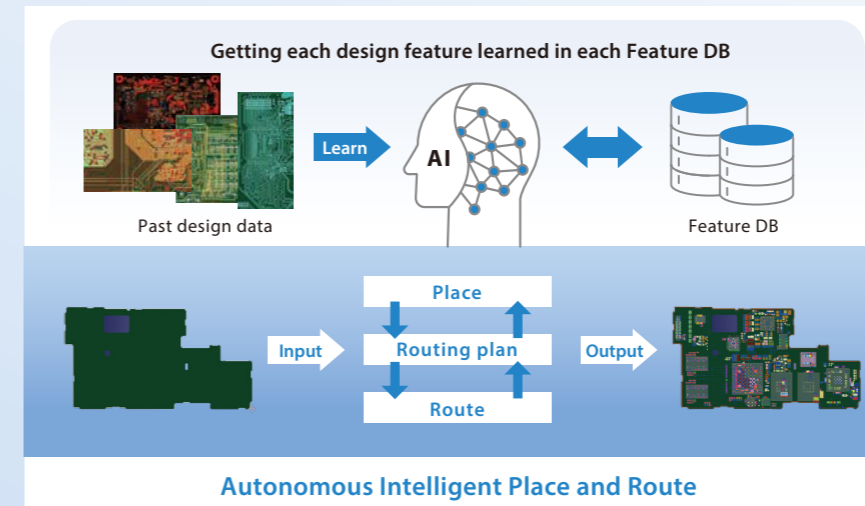 Getting each design feature learned in each Feature DB
Learn
AI
Past design data
Feature DB
Place
Input
Routing plan
Output
Route
Autonomous Intelligent Place and Route